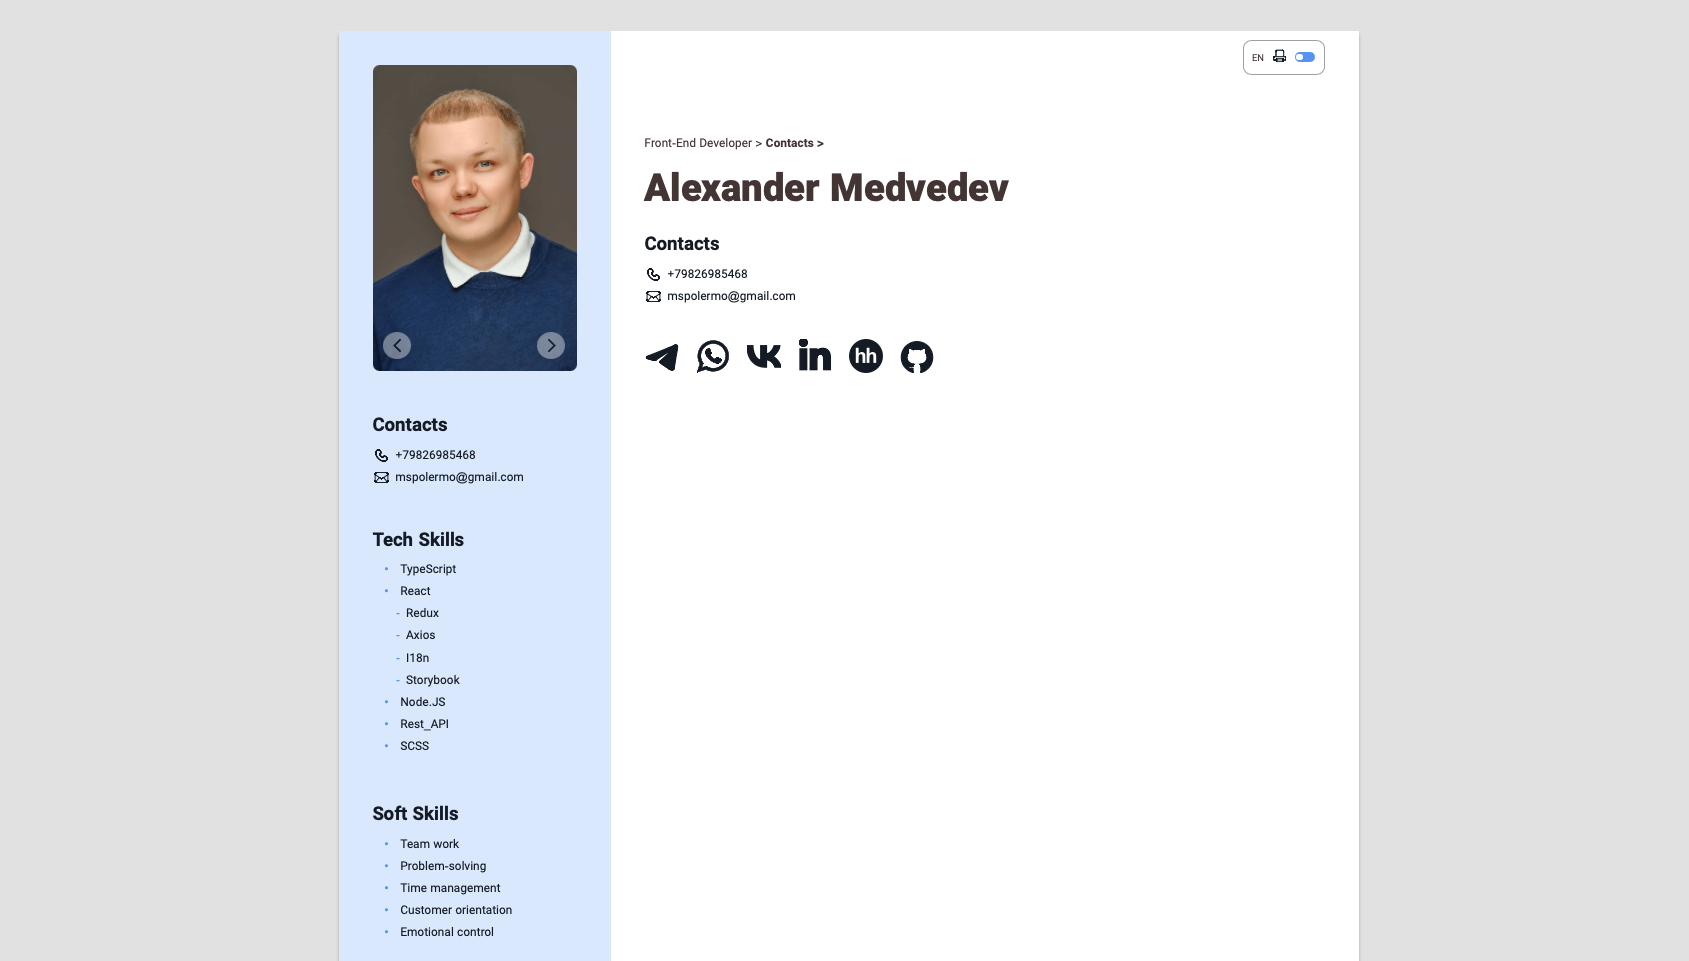 EN
Front-End Developer > Contacts >
Alexander Medvedev
Contacts
+79826985468
mspolermo@gmail.com
hh
Contacts
+79826985468
mspolermo@gmail.com
Tech Skills
TypeScript
React
- Redux
- Axios
- I18n
- Storybook
Node.JS
Rest_API
SCSS
Soft Skills
Team work
Problem-solving
Time management
Customer orientation
Emotional control